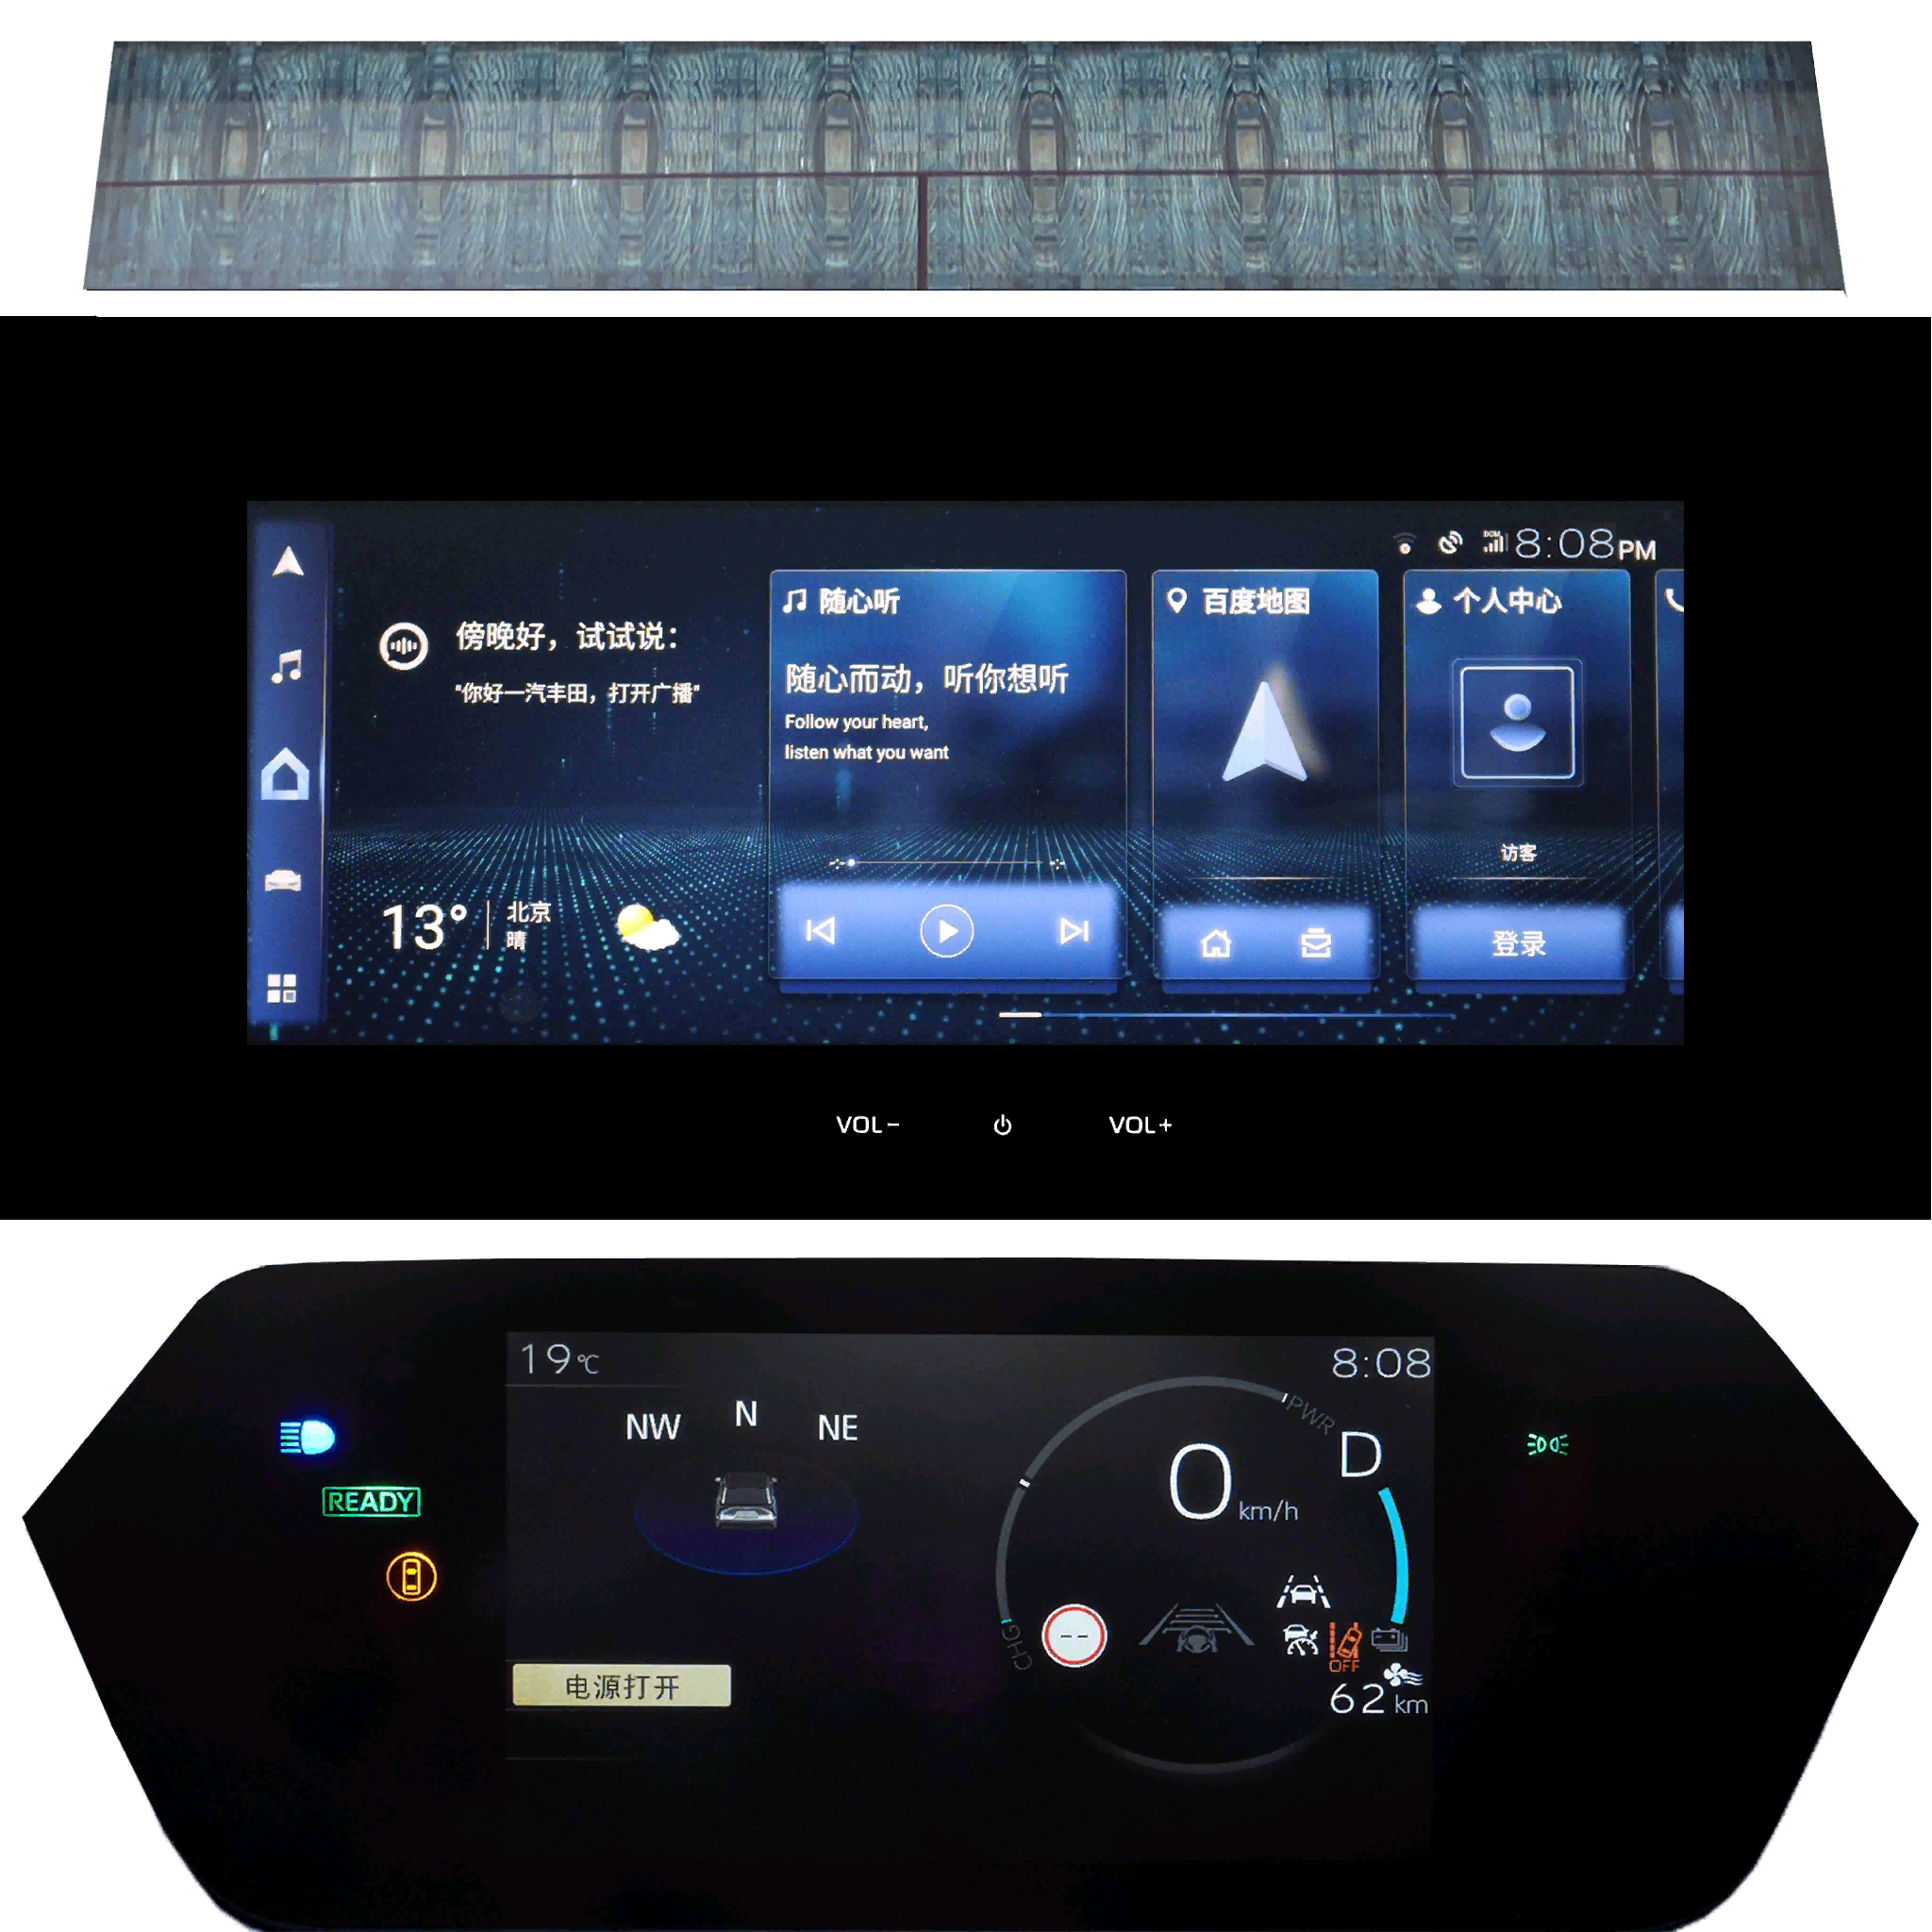 DCM
8:08PM
傍晚好，试试说：
"你好一汽丰田，打开广播"
13°
北京
晴
随心听
随心而动，听你想听
Follow your heart,
listen what you want
百度地图
个人中心
访客
登录
VOL－
VOL+
19℃
8:08
NW
N
NE
PWR
D
0 km/h
READY
CHG
--
OFF
电源打开
62 km